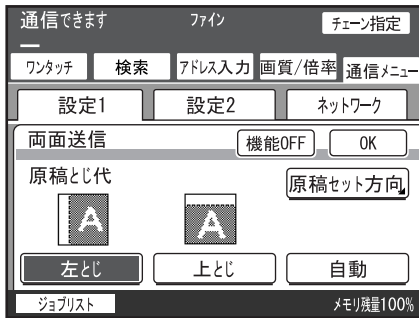 通信できます ファイン チェーン指定
ワンタッチ 検索 アドレス入力 画質/倍率 通信メニュー
設定1 設定2 ネットワーク
両面送信 機能OFF OK
原稿とじ代 原稿セット方向
A A
左とじ 上とじ 自動
ジョブリスト メモリ残量100%